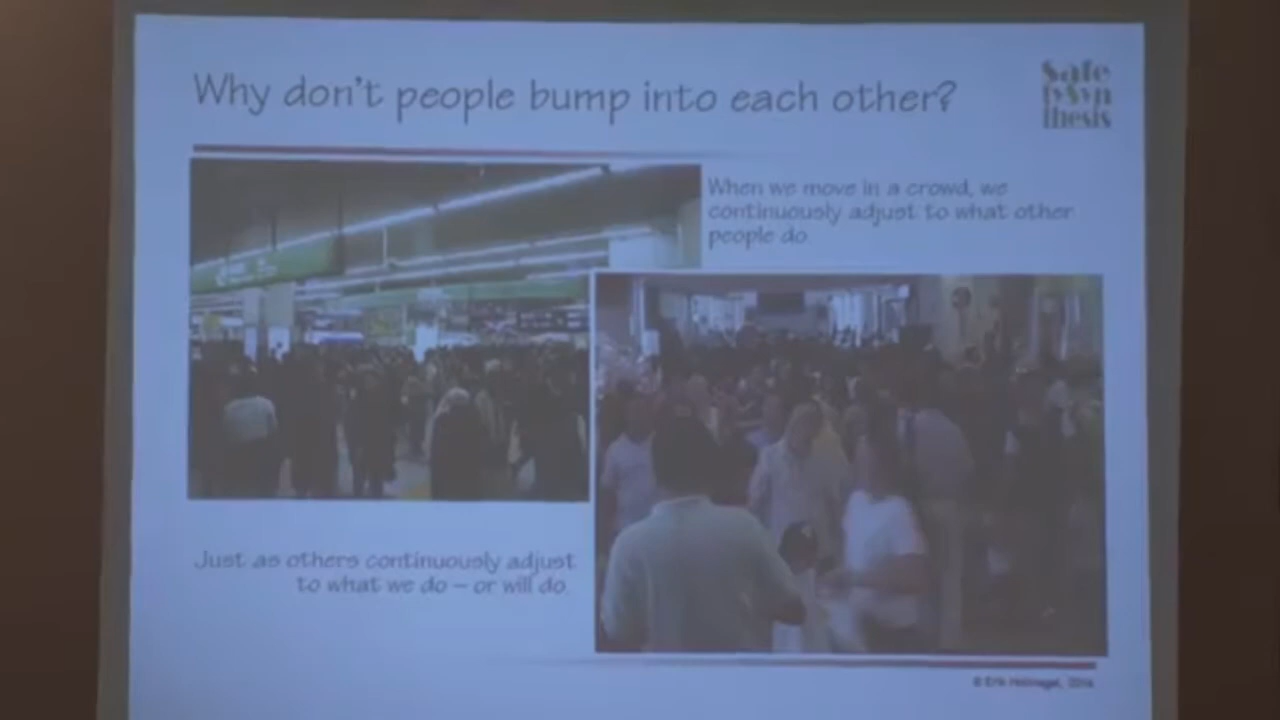 Why don't people bump into each other?
Safe
tySyn
thesis
When we move in a crowd, we
continuously adjust to what other
people do.
Just as others continuously adjust
to what we do – or will do.
© Erik Hollnagel,